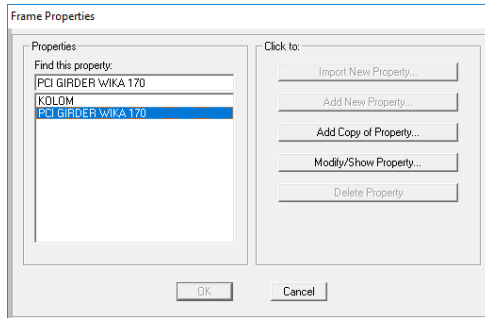 Frame Properties
Properties
Find this property:
PCI GIRDER WIKA 170
KOLOM
PCI GIRDER WIKA 170
Click to:
Import New Property...
Add New Property...
Add Copy of Property...
Modify/Show Property...
Delete Property
OK
Cancel